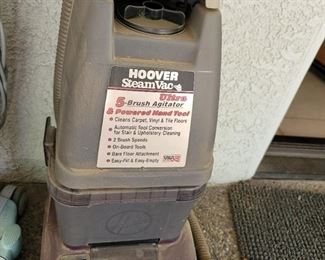 HOOVER
SteamVac Ultra
5-Brush Agitator
& Powered Hand Tool
• Cleans Carpet, Vinyl & Tile Floors
• Automatic Tool Conversion
for Stair & Upholstery Cleaning
• 2 Brush Speeds
• On-Board Tools
• Bare Floor Attachment
• Easy-Fill & Easy-Empty
USA